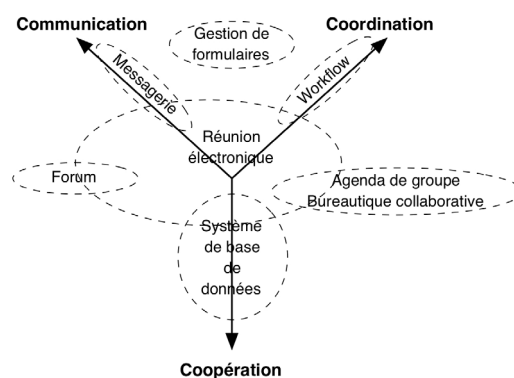 Communication
Coordination
Gestion de
formulaires
Messagerie
Workflow
Réunion
électronique
Forum
Agenda de groupe
Bureautique collaborative
Système
de base
de
données
Coopération